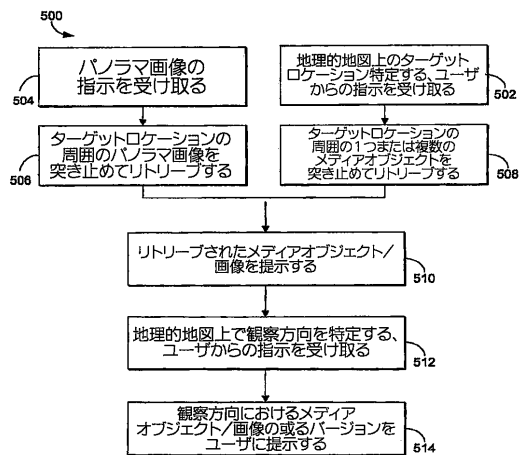 500
パノラマ画像の
指示を受け取る
504
地理的地図上のターゲット
ロケーション特定する、ユーザ
からの指示を受け取る
502
ターゲットロケーションの
周囲のパノラマ画像を
突き止めてリトリーブする
506
ターゲットロケーションの
周囲の1つまたは複数の
メディアオブジェクトを
突き止めてリトリーブする
508
リトリーブされたメディアオブジェクト/
画像を提示する
510
地理的地図上で観察方向を特定する、
ユーザからの指示を受け取る
512
観察方向におけるメディア
オブジェクト/画像の或るバージョンを
ユーザに提示する
514